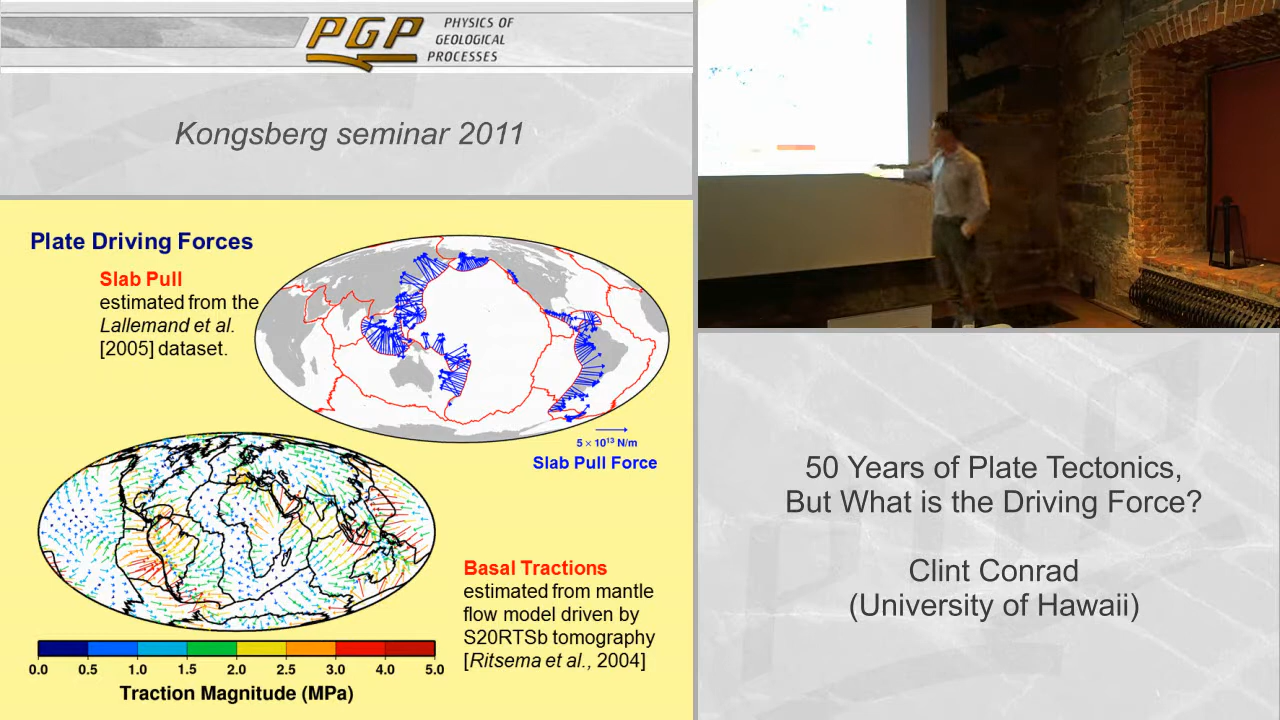 PGP
PHYSICS OF
GEOLOGICAL
PROCESSES
Kongsberg seminar 2011
Plate Driving Forces
Slab Pull
estimated from the
Lallemand et al.
[2005] dataset.
5 × 10¹³ N/m
Slab Pull Force
Basal Tractions
estimated from mantle
flow model driven by
S20RTSb tomography
[Ritsema et al., 2004]
0.0 0.5 1.0 1.5 2.0 2.5 3.0 4.0 5.0
Traction Magnitude (MPa)
50 Years of Plate Tectonics,
But What is the Driving Force?
Clint Conrad
(University of Hawaii)